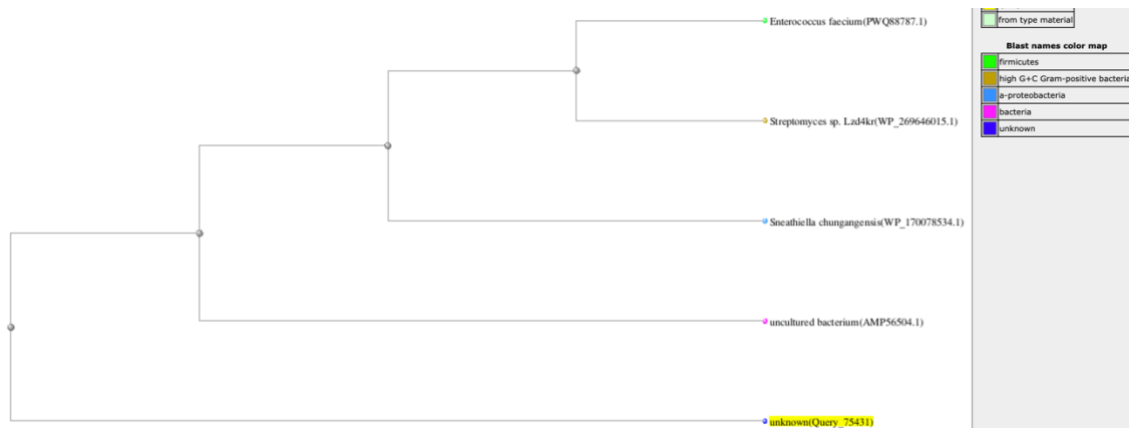 Enterococcus faecium(PWQ88787.1)
Streptomyces sp. Lzd4kr(WP_269646015.1)
Sneathiella chungangensis(WP_170078534.1)
uncultured bacterium(AMP56504.1)
unknown(Query_75431)
from type material
Blast names color map
firmicutes
high G+C Gram-positive bacteria
a-proteobacteria
bacteria
unknown